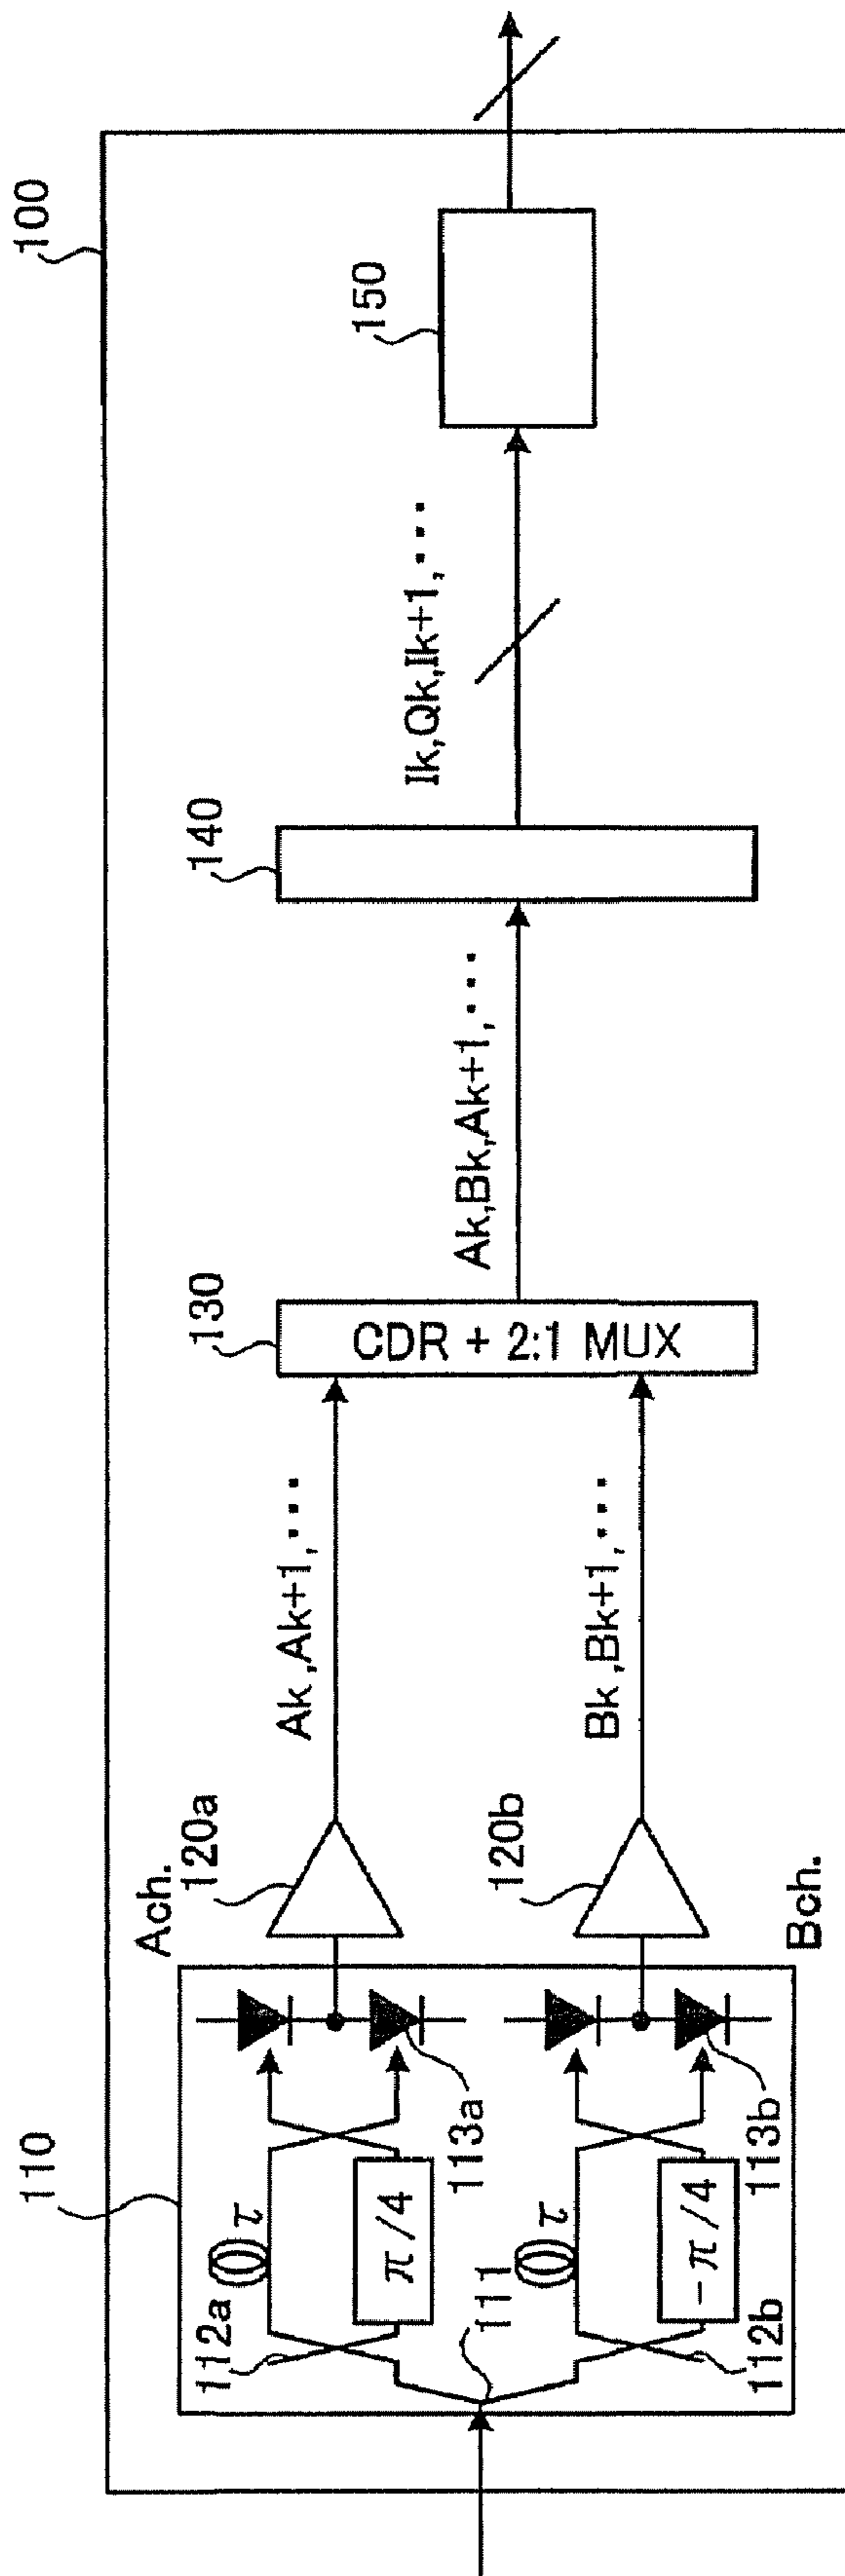 100
110
111
112a
τ
π/4
113a
112b
τ
-π/4
113b
Ach.
120a
Ak,Ak+1,···
Bch.
120b
Bk,Bk+1,···
130
CDR + 2:1 MUX
Ak,Bk,Ak+1,···
140
Ik,Qk,Ik+1,···
150